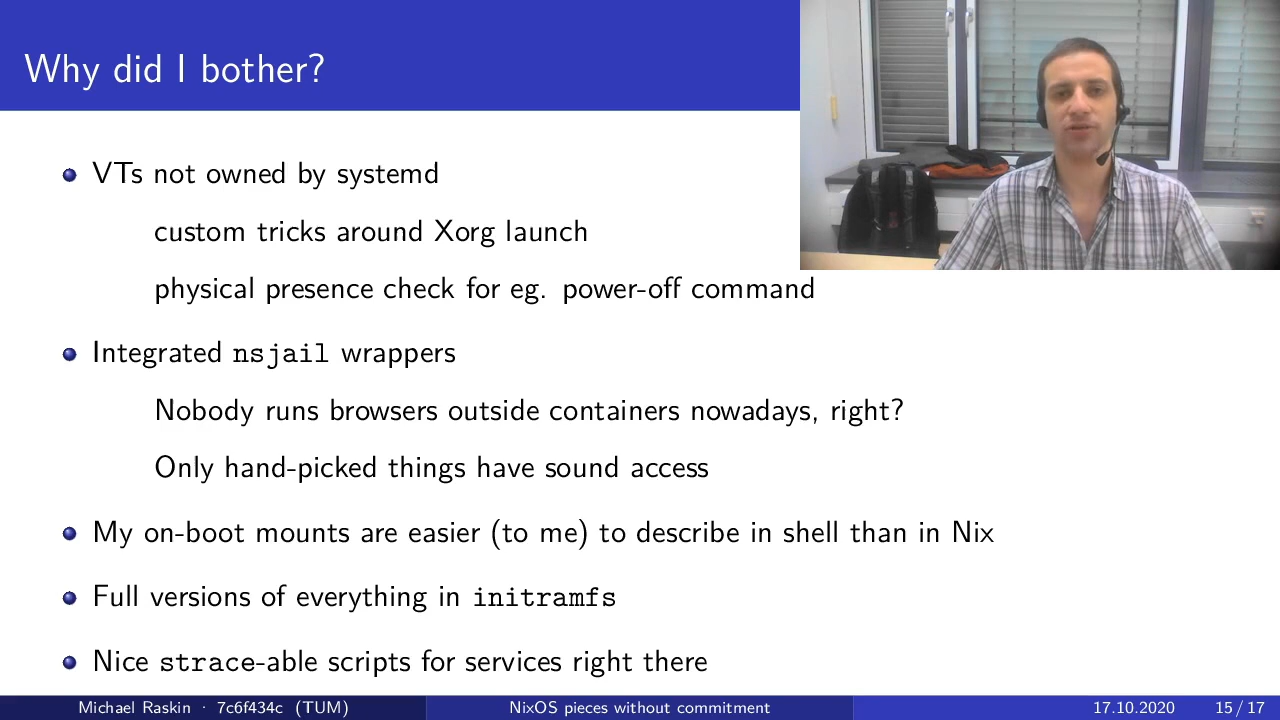 Why did I bother?
VTs not owned by systemd
custom tricks around Xorg launch
physical presence check for eg. power-off command
Integrated nsjail wrappers
Nobody runs browsers outside containers nowadays, right?
Only hand-picked things have sound access
My on-boot mounts are easier (to me) to describe in shell than in Nix
Full versions of everything in initramfs
Nice strace-able scripts for services right there
Michael Raskin · 7c6f434c (TUM)
NixOS pieces without commitment
17.10.2020
15 / 17